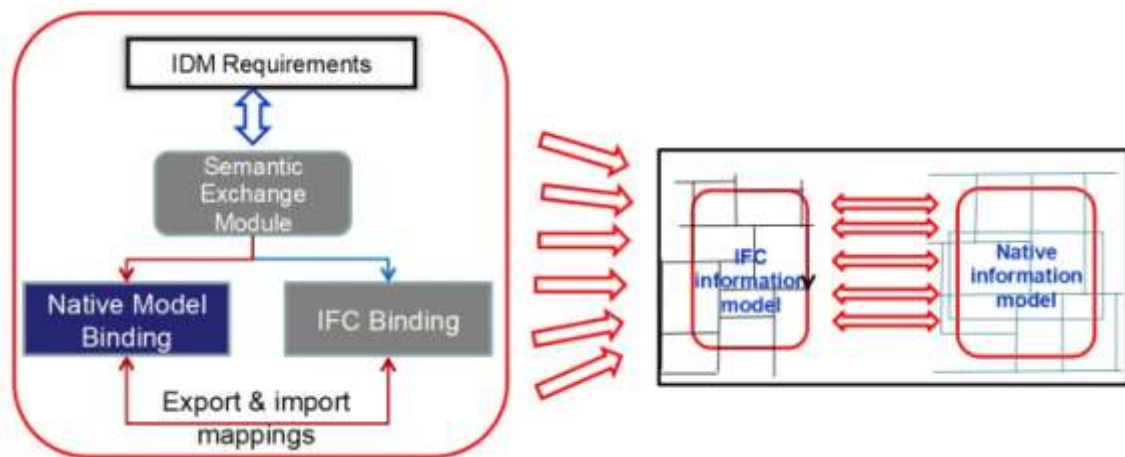 IDM Requirements
Semantic
Exchange
Module
Native Model
Binding
IFC Binding
Export & import
mappings
IFC
information
model
Native
information
model